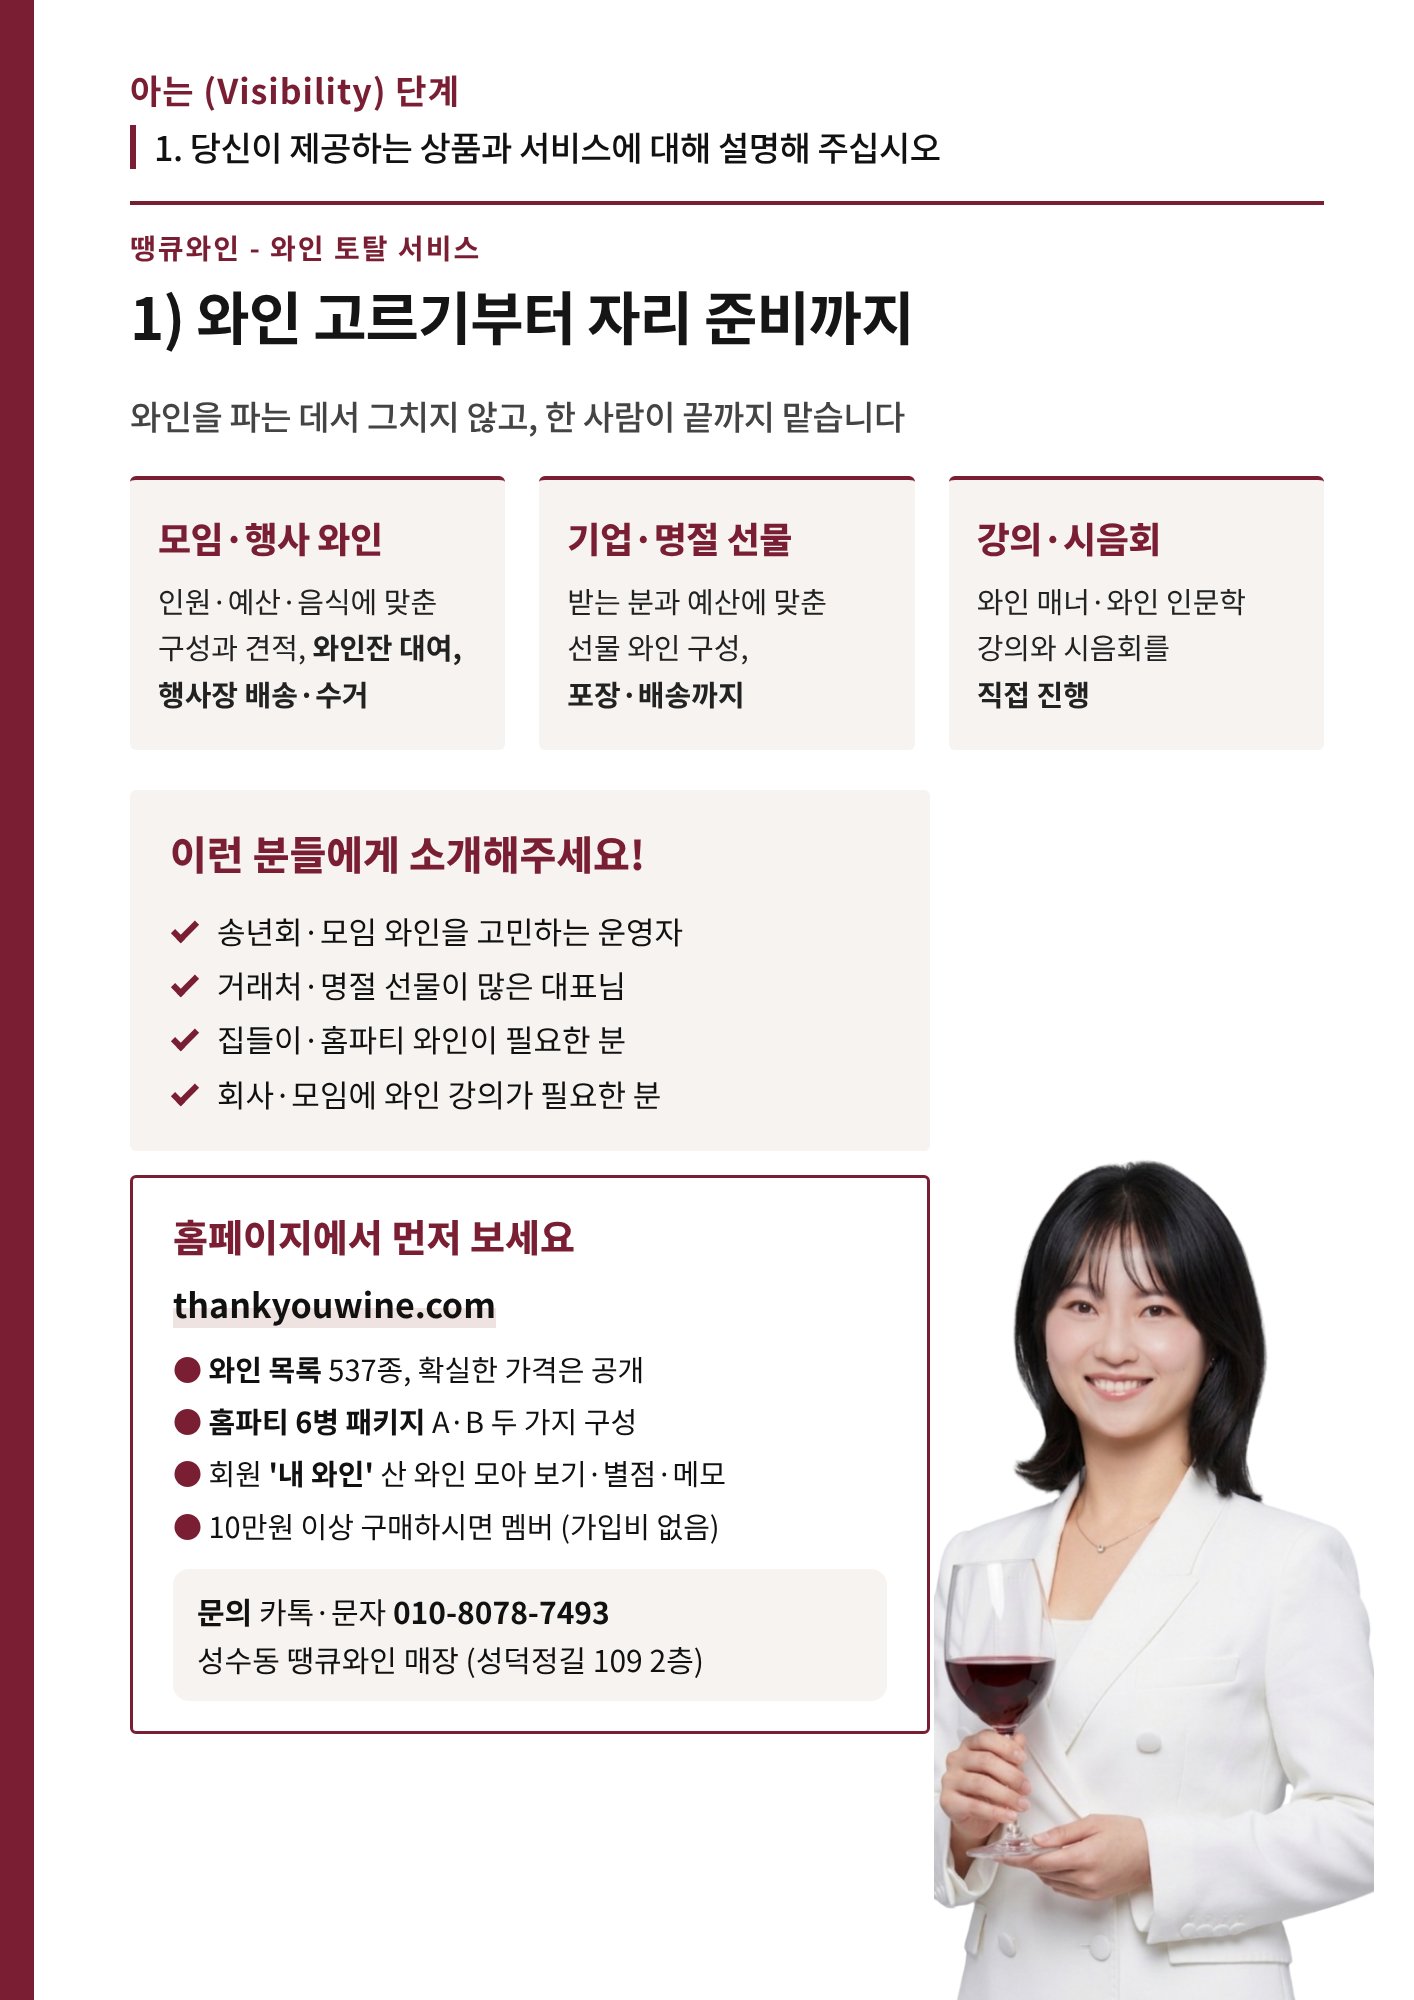 아는 (Visibility) 단계
1. 당신이 제공하는 상품과 서비스에 대해 설명해 주십시오
땡큐와인 - 와인 토탈 서비스
1) 와인 고르기부터 자리 준비까지
와인을 파는 데서 그치지 않고, 한 사람이 끝까지 맡습니다
모임·행사 와인
인원·예산·음식에 맞춘
구성과 견적, 와인잔 대여,
행사장 배송·수거
기업·명절 선물
받는 분과 예산에 맞춘
선물 와인 구성,
포장·배송까지
강의·시음회
와인 매너·와인 인문학
강의와 시음회를
직접 진행
이런 분들에게 소개해주세요!
✔ 송년회·모임 와인을 고민하는 운영자
✔ 거래처·명절 선물이 많은 대표님
✔ 집들이·홈파티 와인이 필요한 분
✔ 회사·모임에 와인 강의가 필요한 분
홈페이지에서 먼저 보세요
thankyouwine.com
● 와인 목록 537종, 확실한 가격은 공개
● 홈파티 6병 패키지 A·B 두 가지 구성
● 회원 '내 와인' 산 와인 모아 보기·별점·메모
● 10만원 이상 구매하시면 멤버 (가입비 없음)
문의 카톡·문자 010-8078-7493
성수동 땡큐와인 매장 (성덕정길 109 2층)